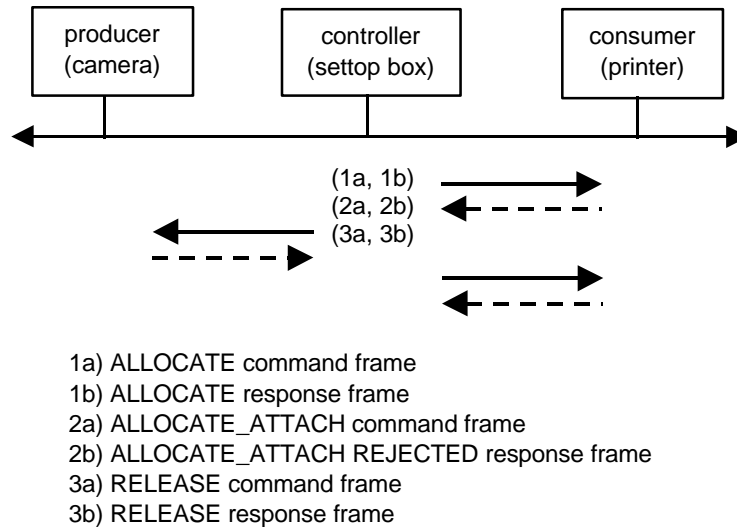 producer
(camera)
controller
(settop box)
consumer
(printer)
(1a, 1b)
(2a, 2b)
(3a, 3b)
1a) ALLOCATE command frame
1b) ALLOCATE response frame
2a) ALLOCATE_ATTACH command frame
2b) ALLOCATE_ATTACH REJECTED response frame
3a) RELEASE command frame
3b) RELEASE response frame